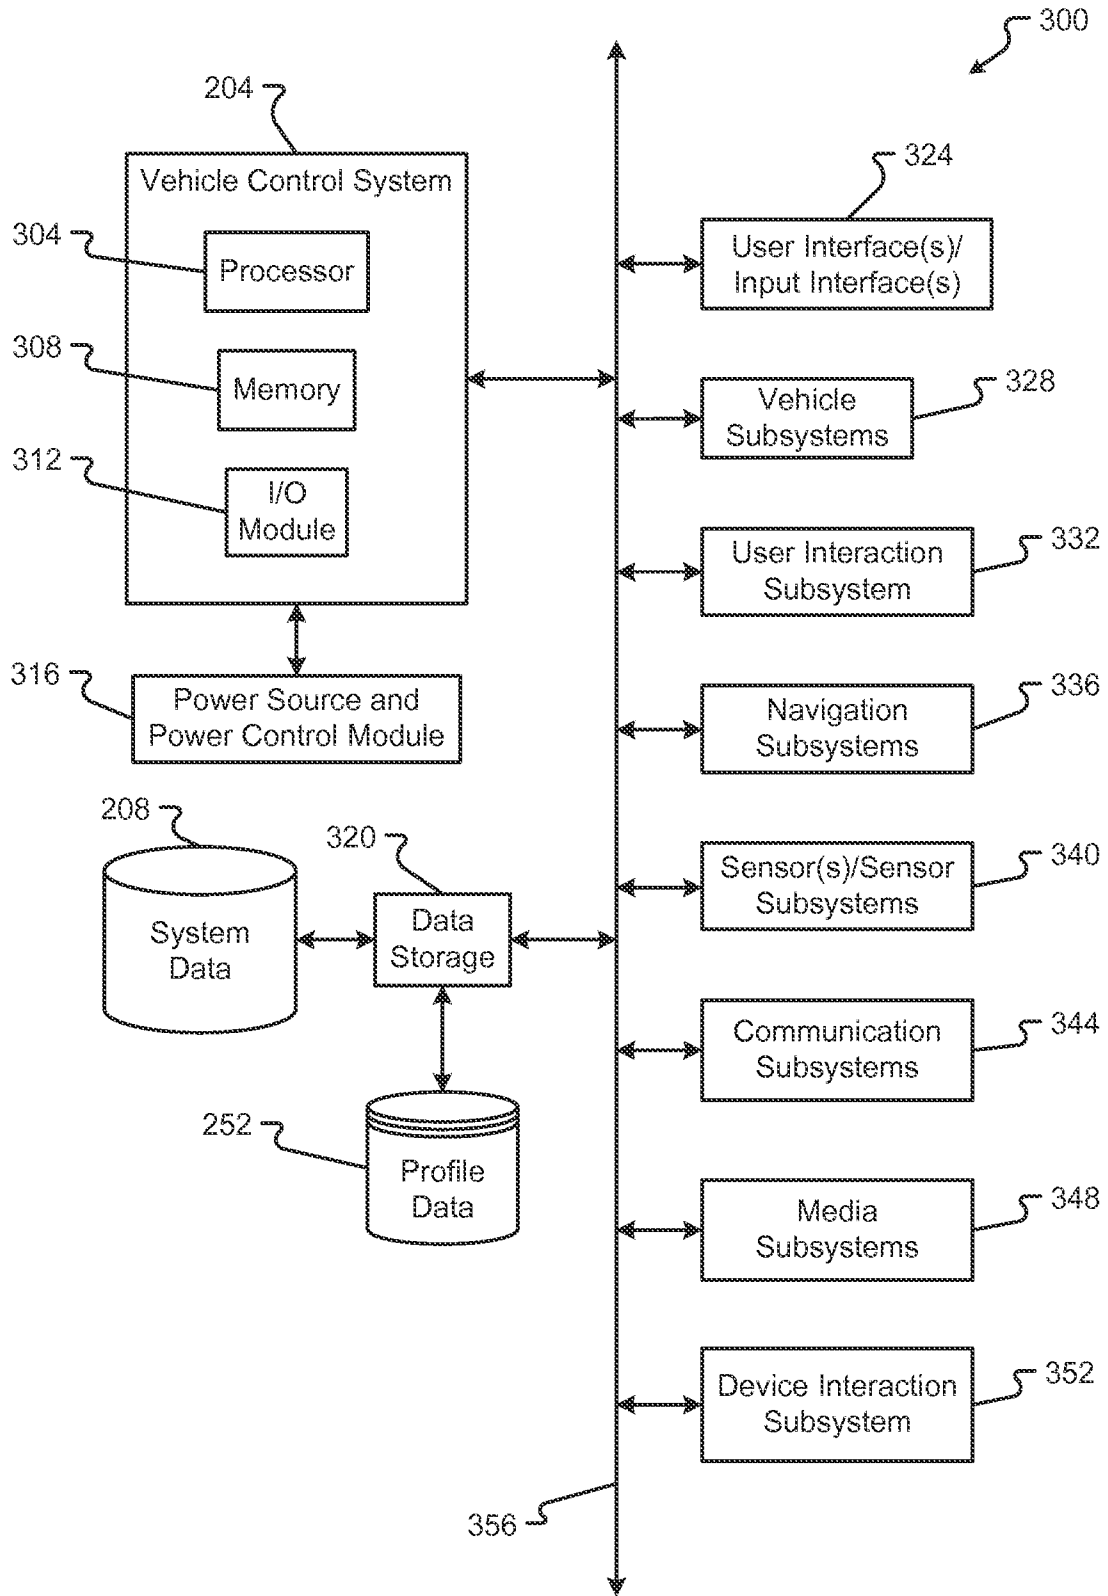 300
204
Vehicle Control System
304
Processor
308
Memory
312
I/O
Module
316
Power Source and
Power Control Module
208
System
Data
320
Data
Storage
252
Profile
Data
324
User Interface(s)/
Input Interface(s)
328
Vehicle
Subsystems
332
User Interaction
Subsystem
336
Navigation
Subsystems
340
Sensor(s)/Sensor
Subsystems
344
Communication
Subsystems
348
Media
Subsystems
352
Device Interaction
Subsystem
356